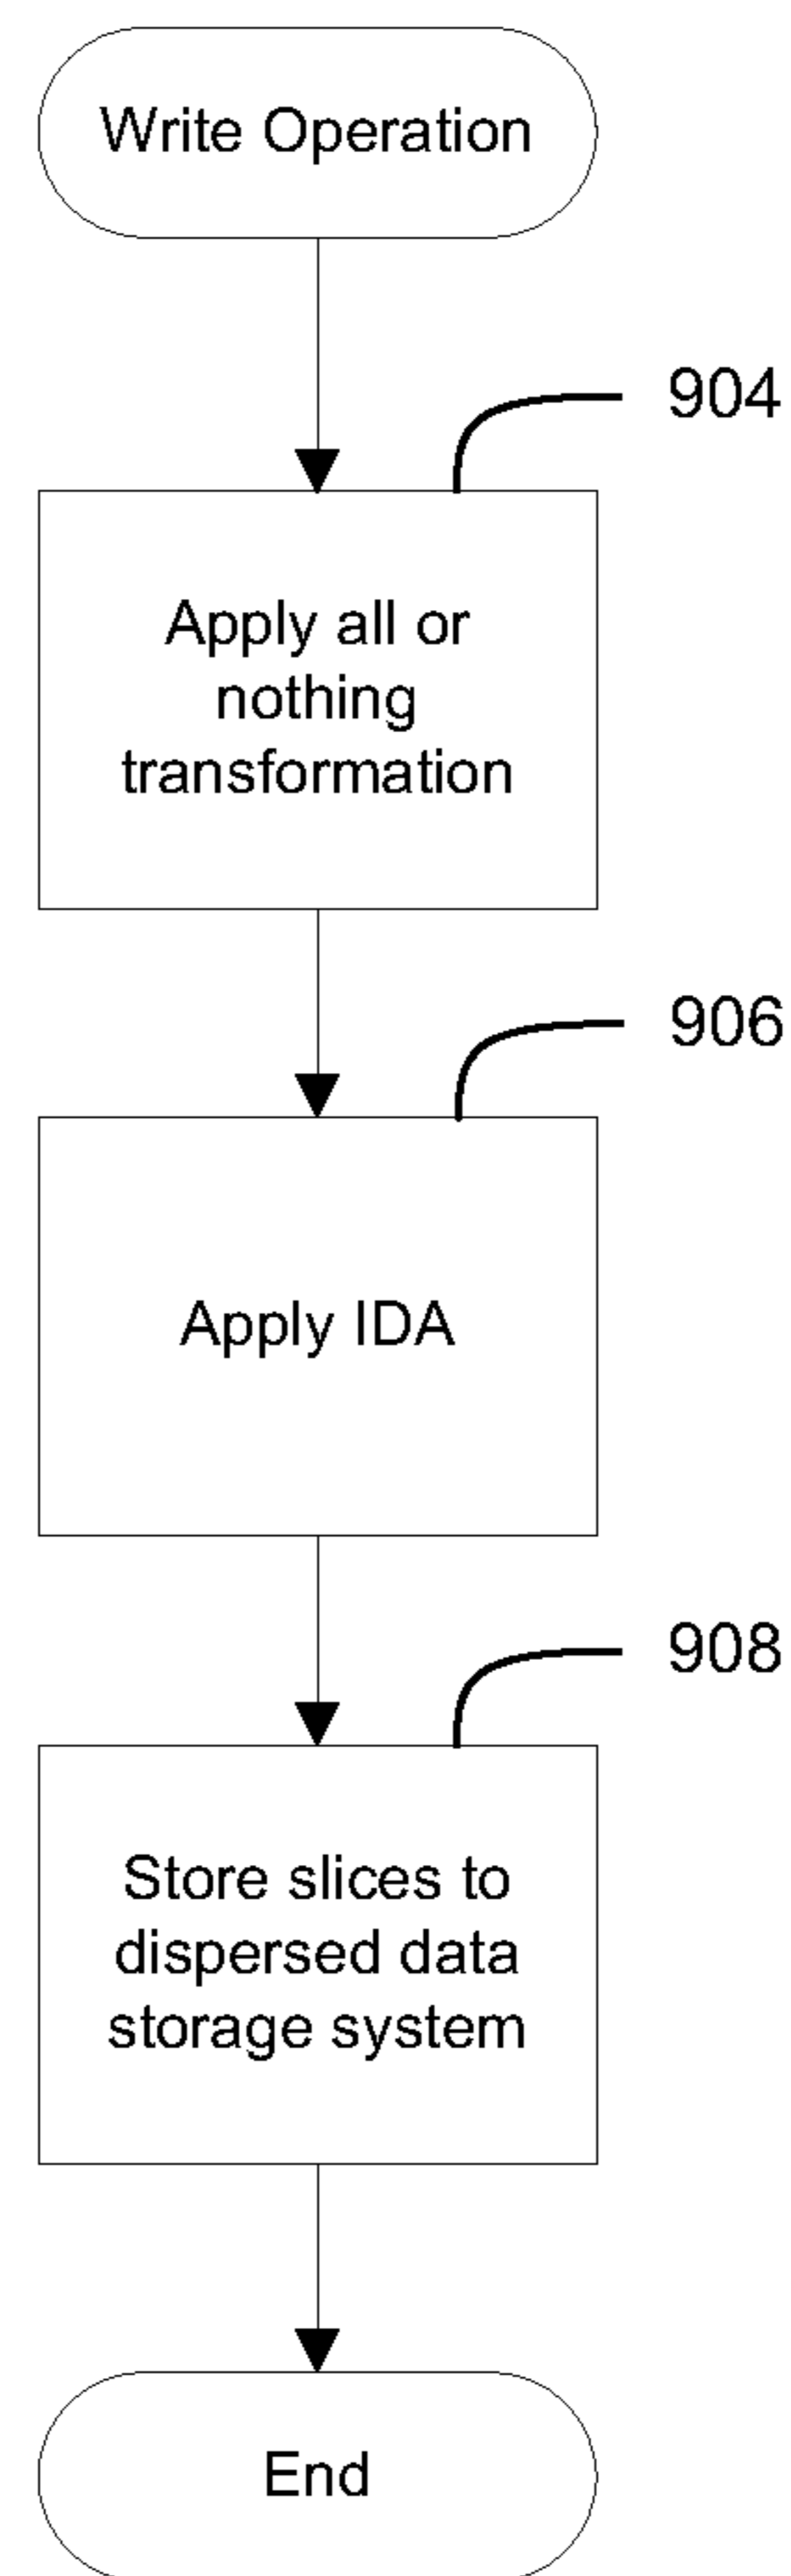 Write Operation
904
Apply all or
nothing
transformation
906
Apply IDA
908
Store slices to
dispersed data
storage system
End